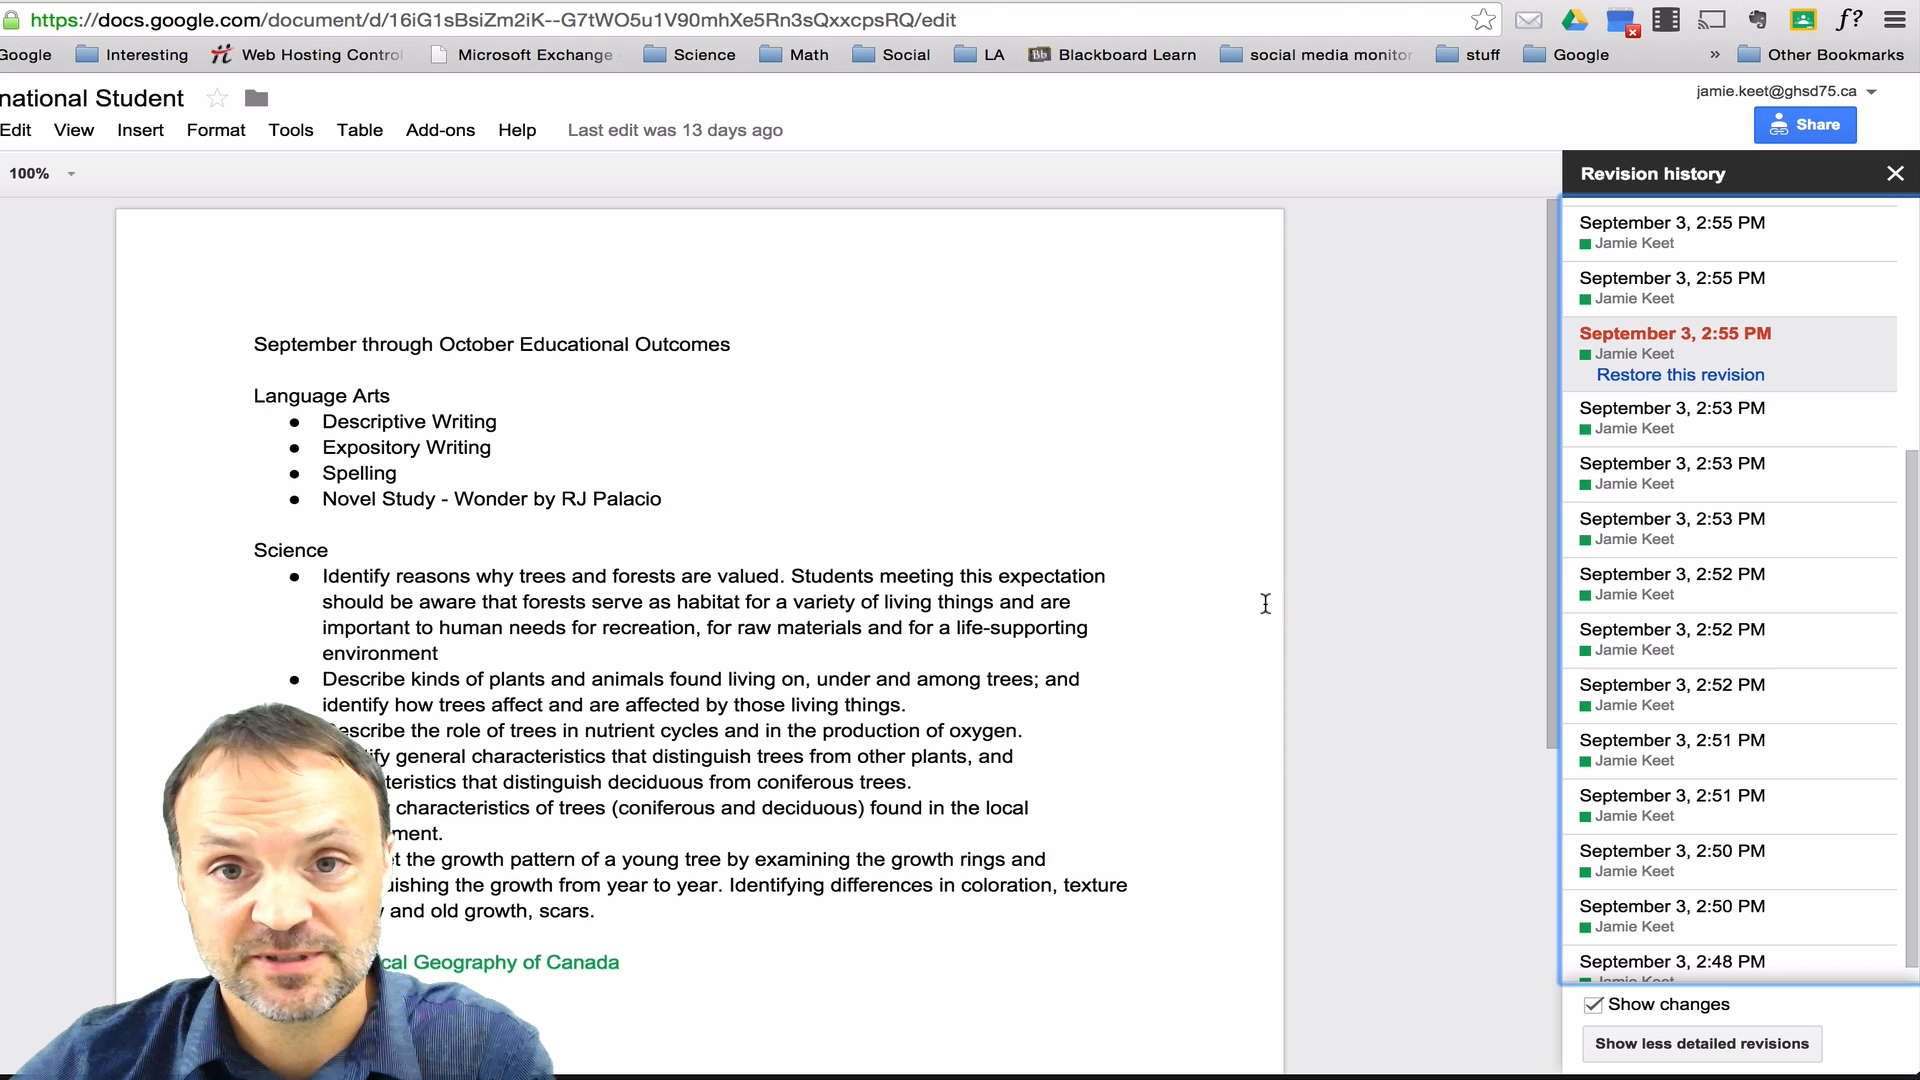 https://docs.google.com/document/d/16iG1sBsiZm2iK--G7tWO5u1V90mhXe5Rn3sQxxcpsRQ/edit
f?
Google
Interesting
Web Hosting Contro
Microsoft Exchange
Science
Math
Social
LA
Bb Blackboard Learn
social media monitor
stuff
Google
»
Other Bookmarks
national Student
jamie.keet@ghsd75.ca
Edit View Insert Format Tools Table Add-ons Help Last edit was 13 days ago
Share
100%
September through October Educational Outcomes
Language Arts
● Descriptive Writing
● Expository Writing
● Spelling
● Novel Study - Wonder by RJ Palacio
Science
● Identify reasons why trees and forests are valued. Students meeting this expectation
should be aware that forests serve as habitat for a variety of living things and are
important to human needs for recreation, for raw materials and for a life-supporting
environment
● Describe kinds of plants and animals found living on, under and among trees; and
identify how trees affect and are affected by those living things.
escribe the role of trees in nutrient cycles and in the production of oxygen.
ify general characteristics that distinguish trees from other plants, and
teristics that distinguish deciduous from coniferous trees.
characteristics of trees (coniferous and deciduous) found in the local
ment.
et the growth pattern of a young tree by examining the growth rings and
uishing the growth from year to year. Identifying differences in coloration, texture
and old growth, scars.
cal Geography of Canada
Revision history
September 3, 2:55 PM
Jamie Keet
September 3, 2:55 PM
Jamie Keet
September 3, 2:55 PM
Jamie Keet
Restore this revision
September 3, 2:53 PM
Jamie Keet
September 3, 2:53 PM
Jamie Keet
September 3, 2:53 PM
Jamie Keet
September 3, 2:52 PM
Jamie Keet
September 3, 2:52 PM
Jamie Keet
September 3, 2:52 PM
Jamie Keet
September 3, 2:51 PM
Jamie Keet
September 3, 2:51 PM
Jamie Keet
September 3, 2:50 PM
Jamie Keet
September 3, 2:50 PM
Jamie Keet
September 3, 2:48 PM
Jamie Keet
Show changes
Show less detailed revisions